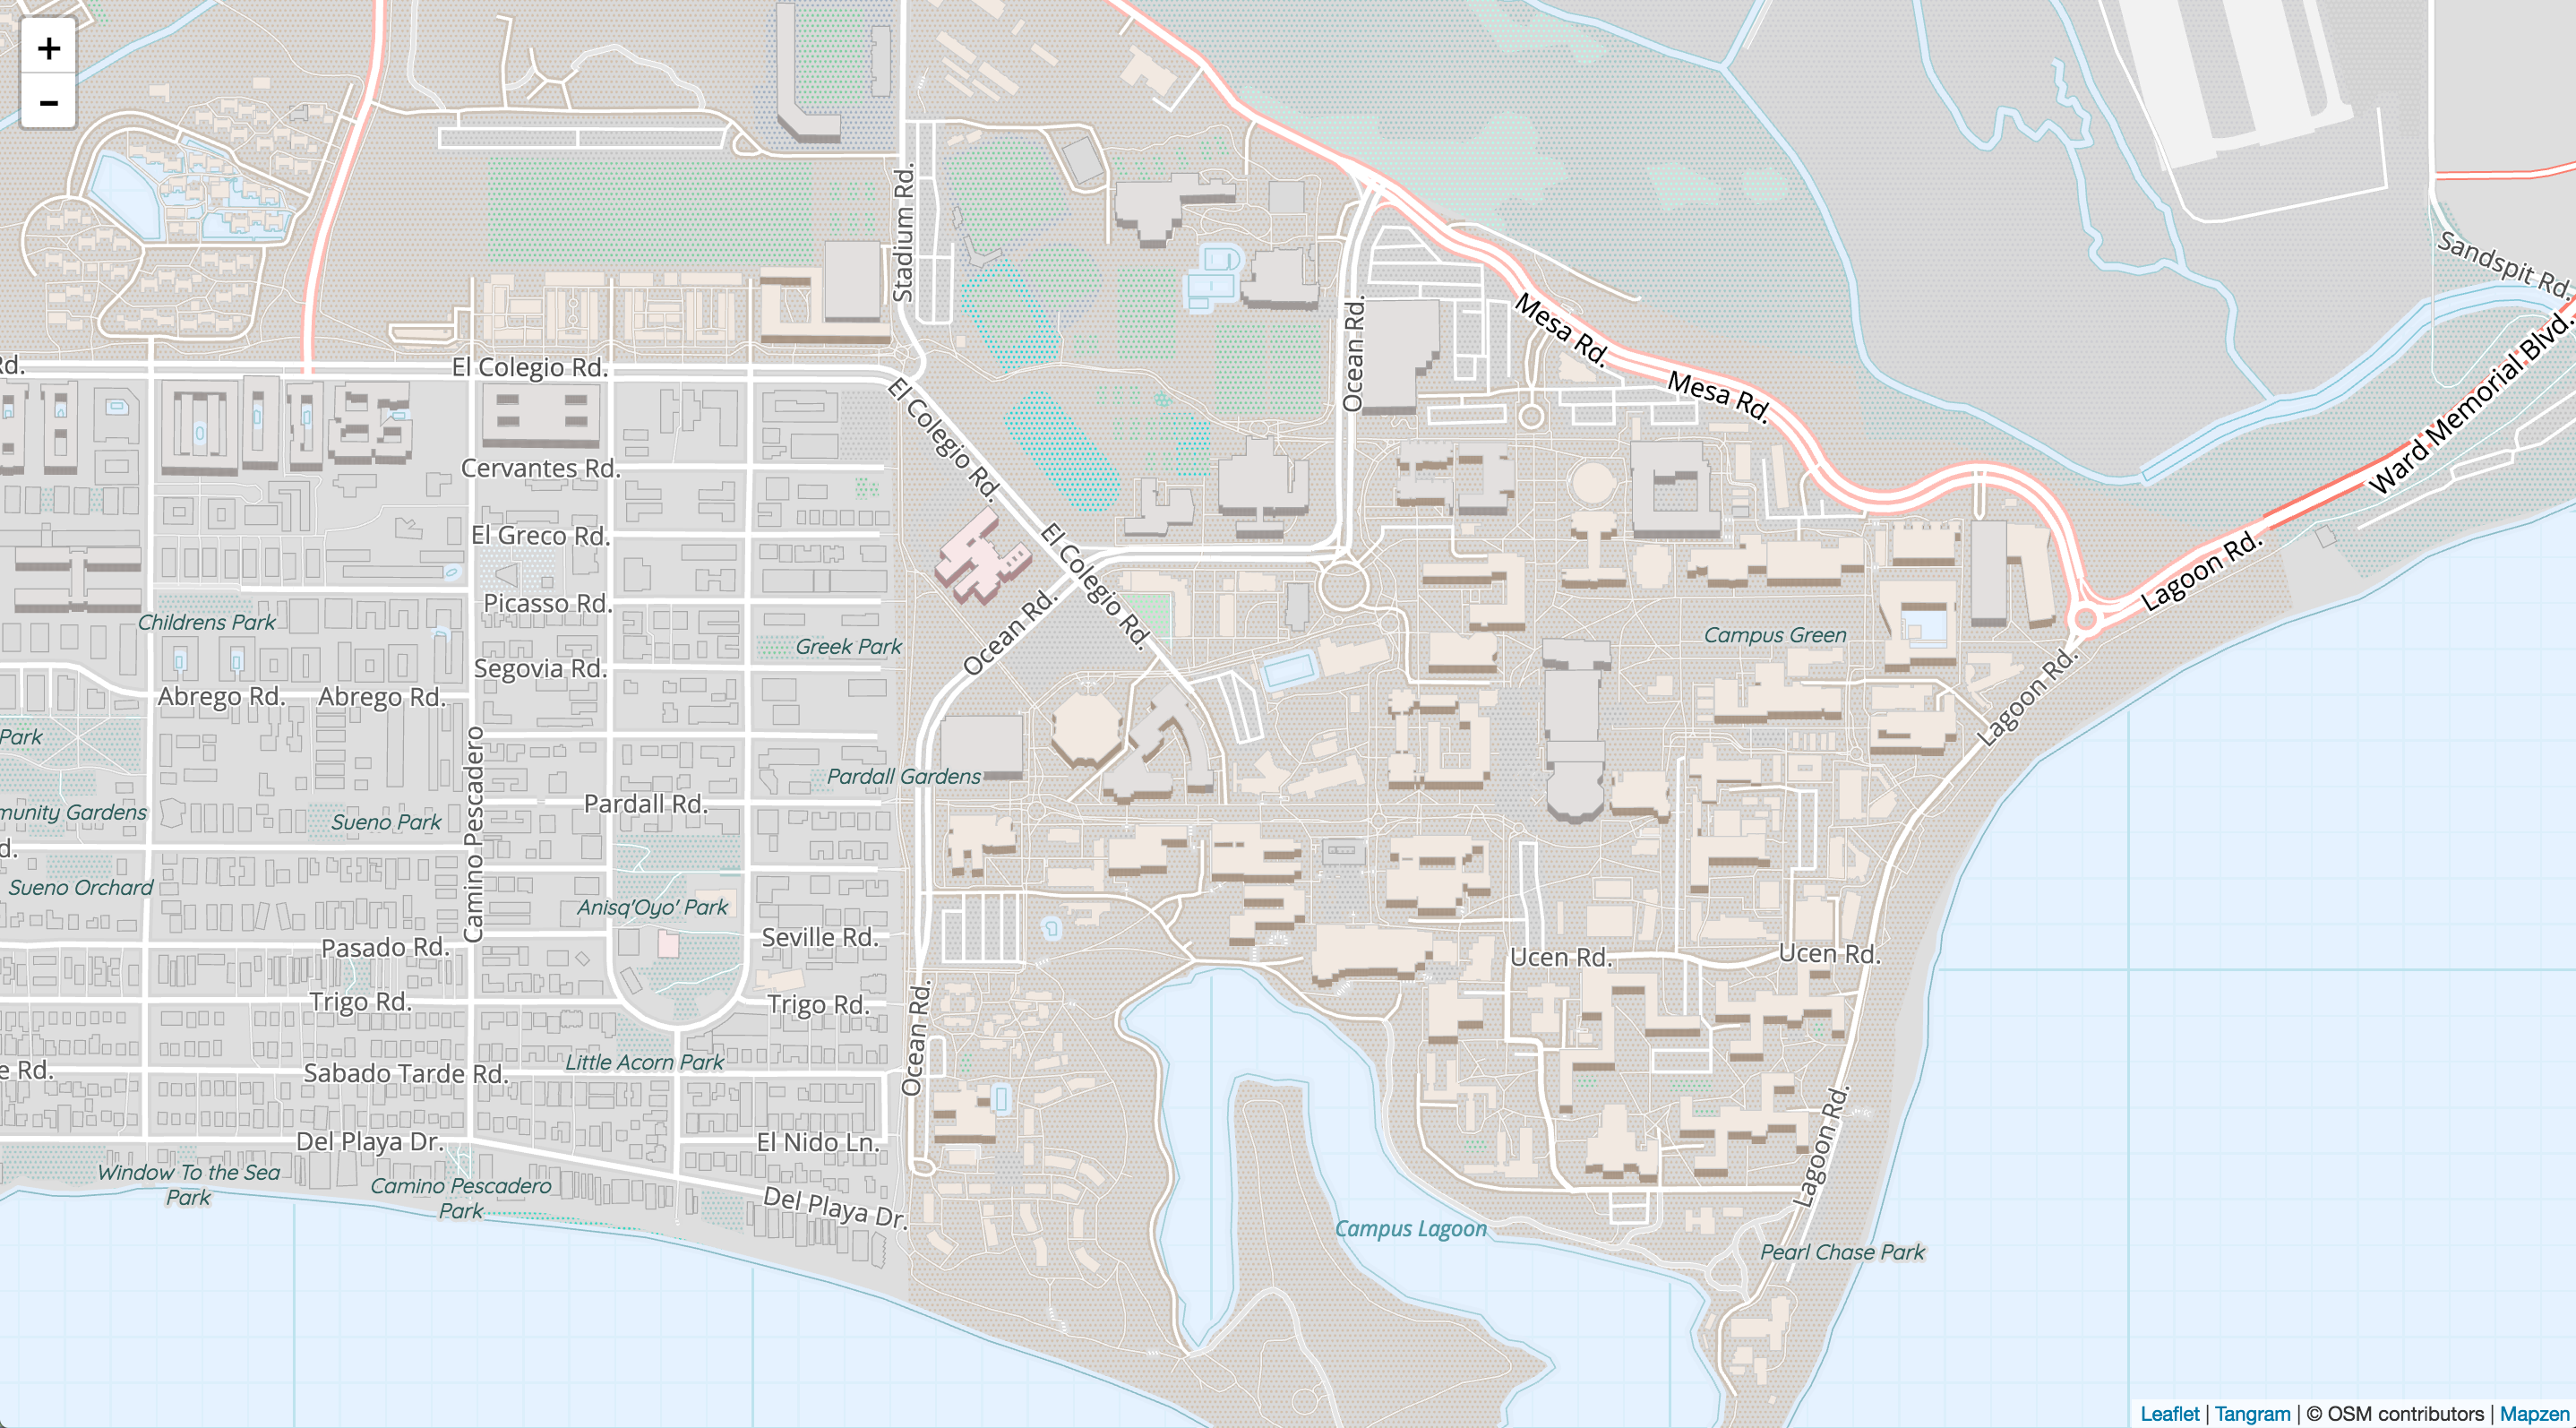 +
−
Stadium Rd.
Sandspit Rd.
Ocean Rd.
Mesa Rd.
Mesa Rd.
Ward Memorial Blvd.
Rd.
El Colegio Rd.
El Colegio Rd.
Cervantes Rd.
El Greco Rd.
El Colegio Rd.
Lagoon Rd.
Picasso Rd.
Childrens Park
Greek Park
Ocean Rd.
Campus Green
Segovia Rd.
Abrego Rd.
Abrego Rd.
Lagoon Rd.
Park
Pardall Gardens
Camino Pescadero
Pardall Rd.
munity Gardens
Sueno Park
d.
Sueno Orchard
Anisq'Oyo' Park
Pasado Rd.
Seville Rd.
Ucen Rd.
Ucen Rd.
Trigo Rd.
Trigo Rd.
Ocean Rd.
Little Acorn Park
e Rd.
Sabado Tarde Rd.
Del Playa Dr.
El Nido Ln.
Lagoon Rd.
Window To the Sea
Park
Camino Pescadero
Park
Del Playa Dr.
Campus Lagoon
Pearl Chase Park
Leaflet | Tangram | © OSM contributors | Mapzen